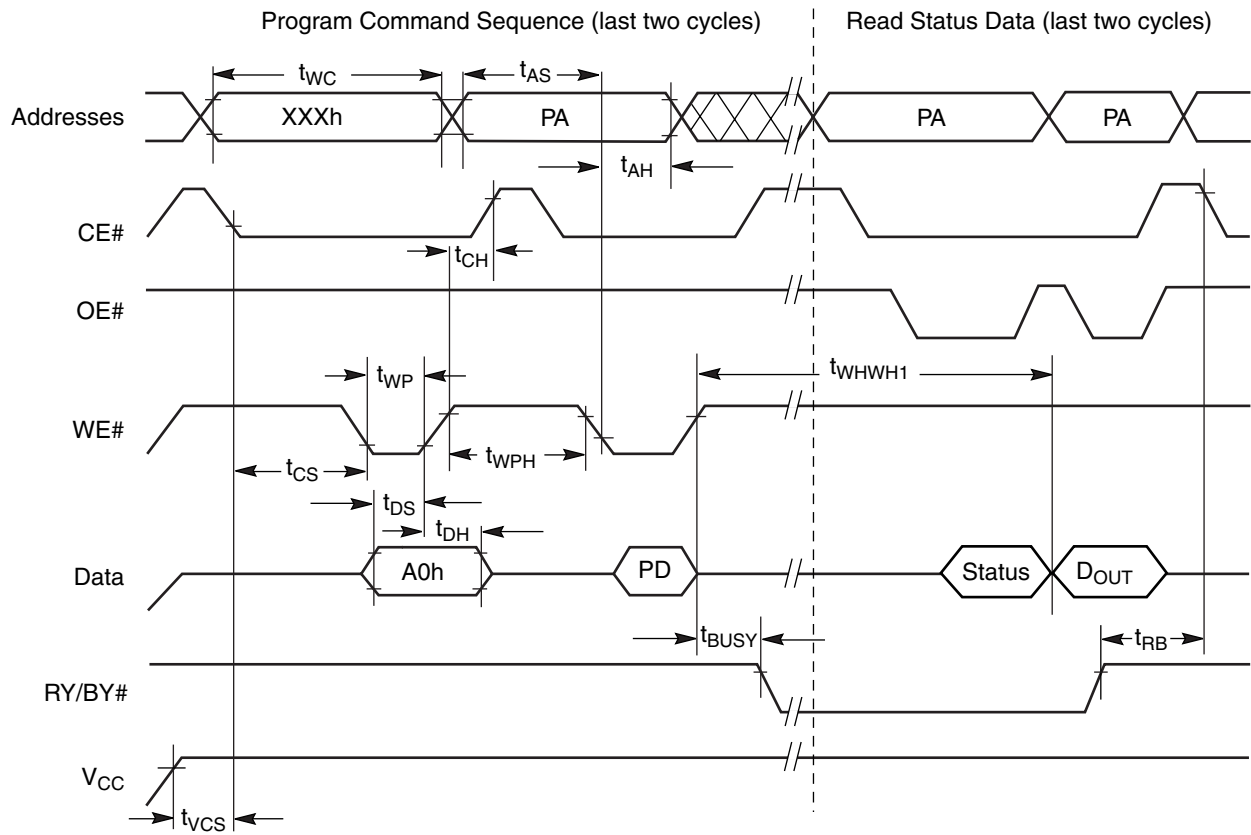 Program Command Sequence (last two cycles)
Read Status Data (last two cycles)
tWC
tAS
Addresses
XXXh
PA
PA
PA
tAH
CE#
tCH
OE#
tWP
tWHWH1
WE#
tCS
tWPH
tDS
tDH
Data
A0h
PD
Status
DOUT
tBUSY
tRB
RY/BY#
VCC
tVCS